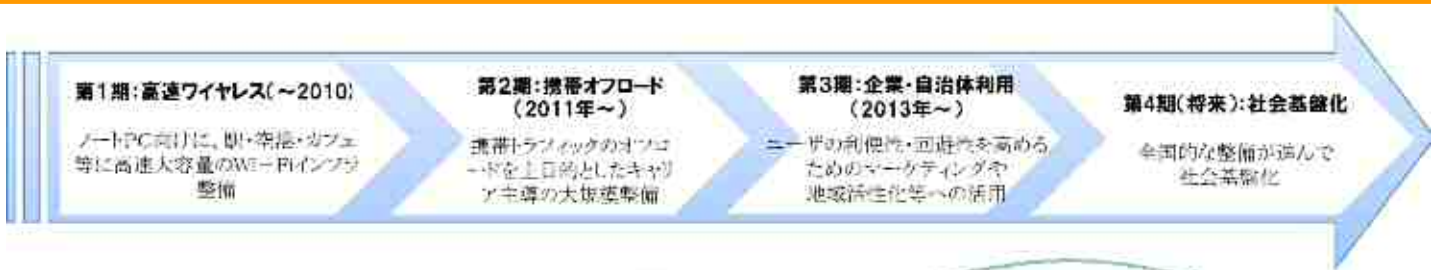 第1期:高速ワイヤレス(～2010)
ノートPC向けに、駅・空港・カフェ
等に高速大容量のWi－Fiインフラ
整備
第2期:携帯オフロード
(2011年～)
携帯トラフィックのオフロ
ードを主目的としたキャリ
ア主導の大規模整備
第3期:企業・自治体利用
(2013年～)
ユーザの利便性・回遊性を高める
ためのマーケティングや
地域活性化等への活用
第4期(将来):社会基盤化
全国的な整備が進んで
社会基盤化